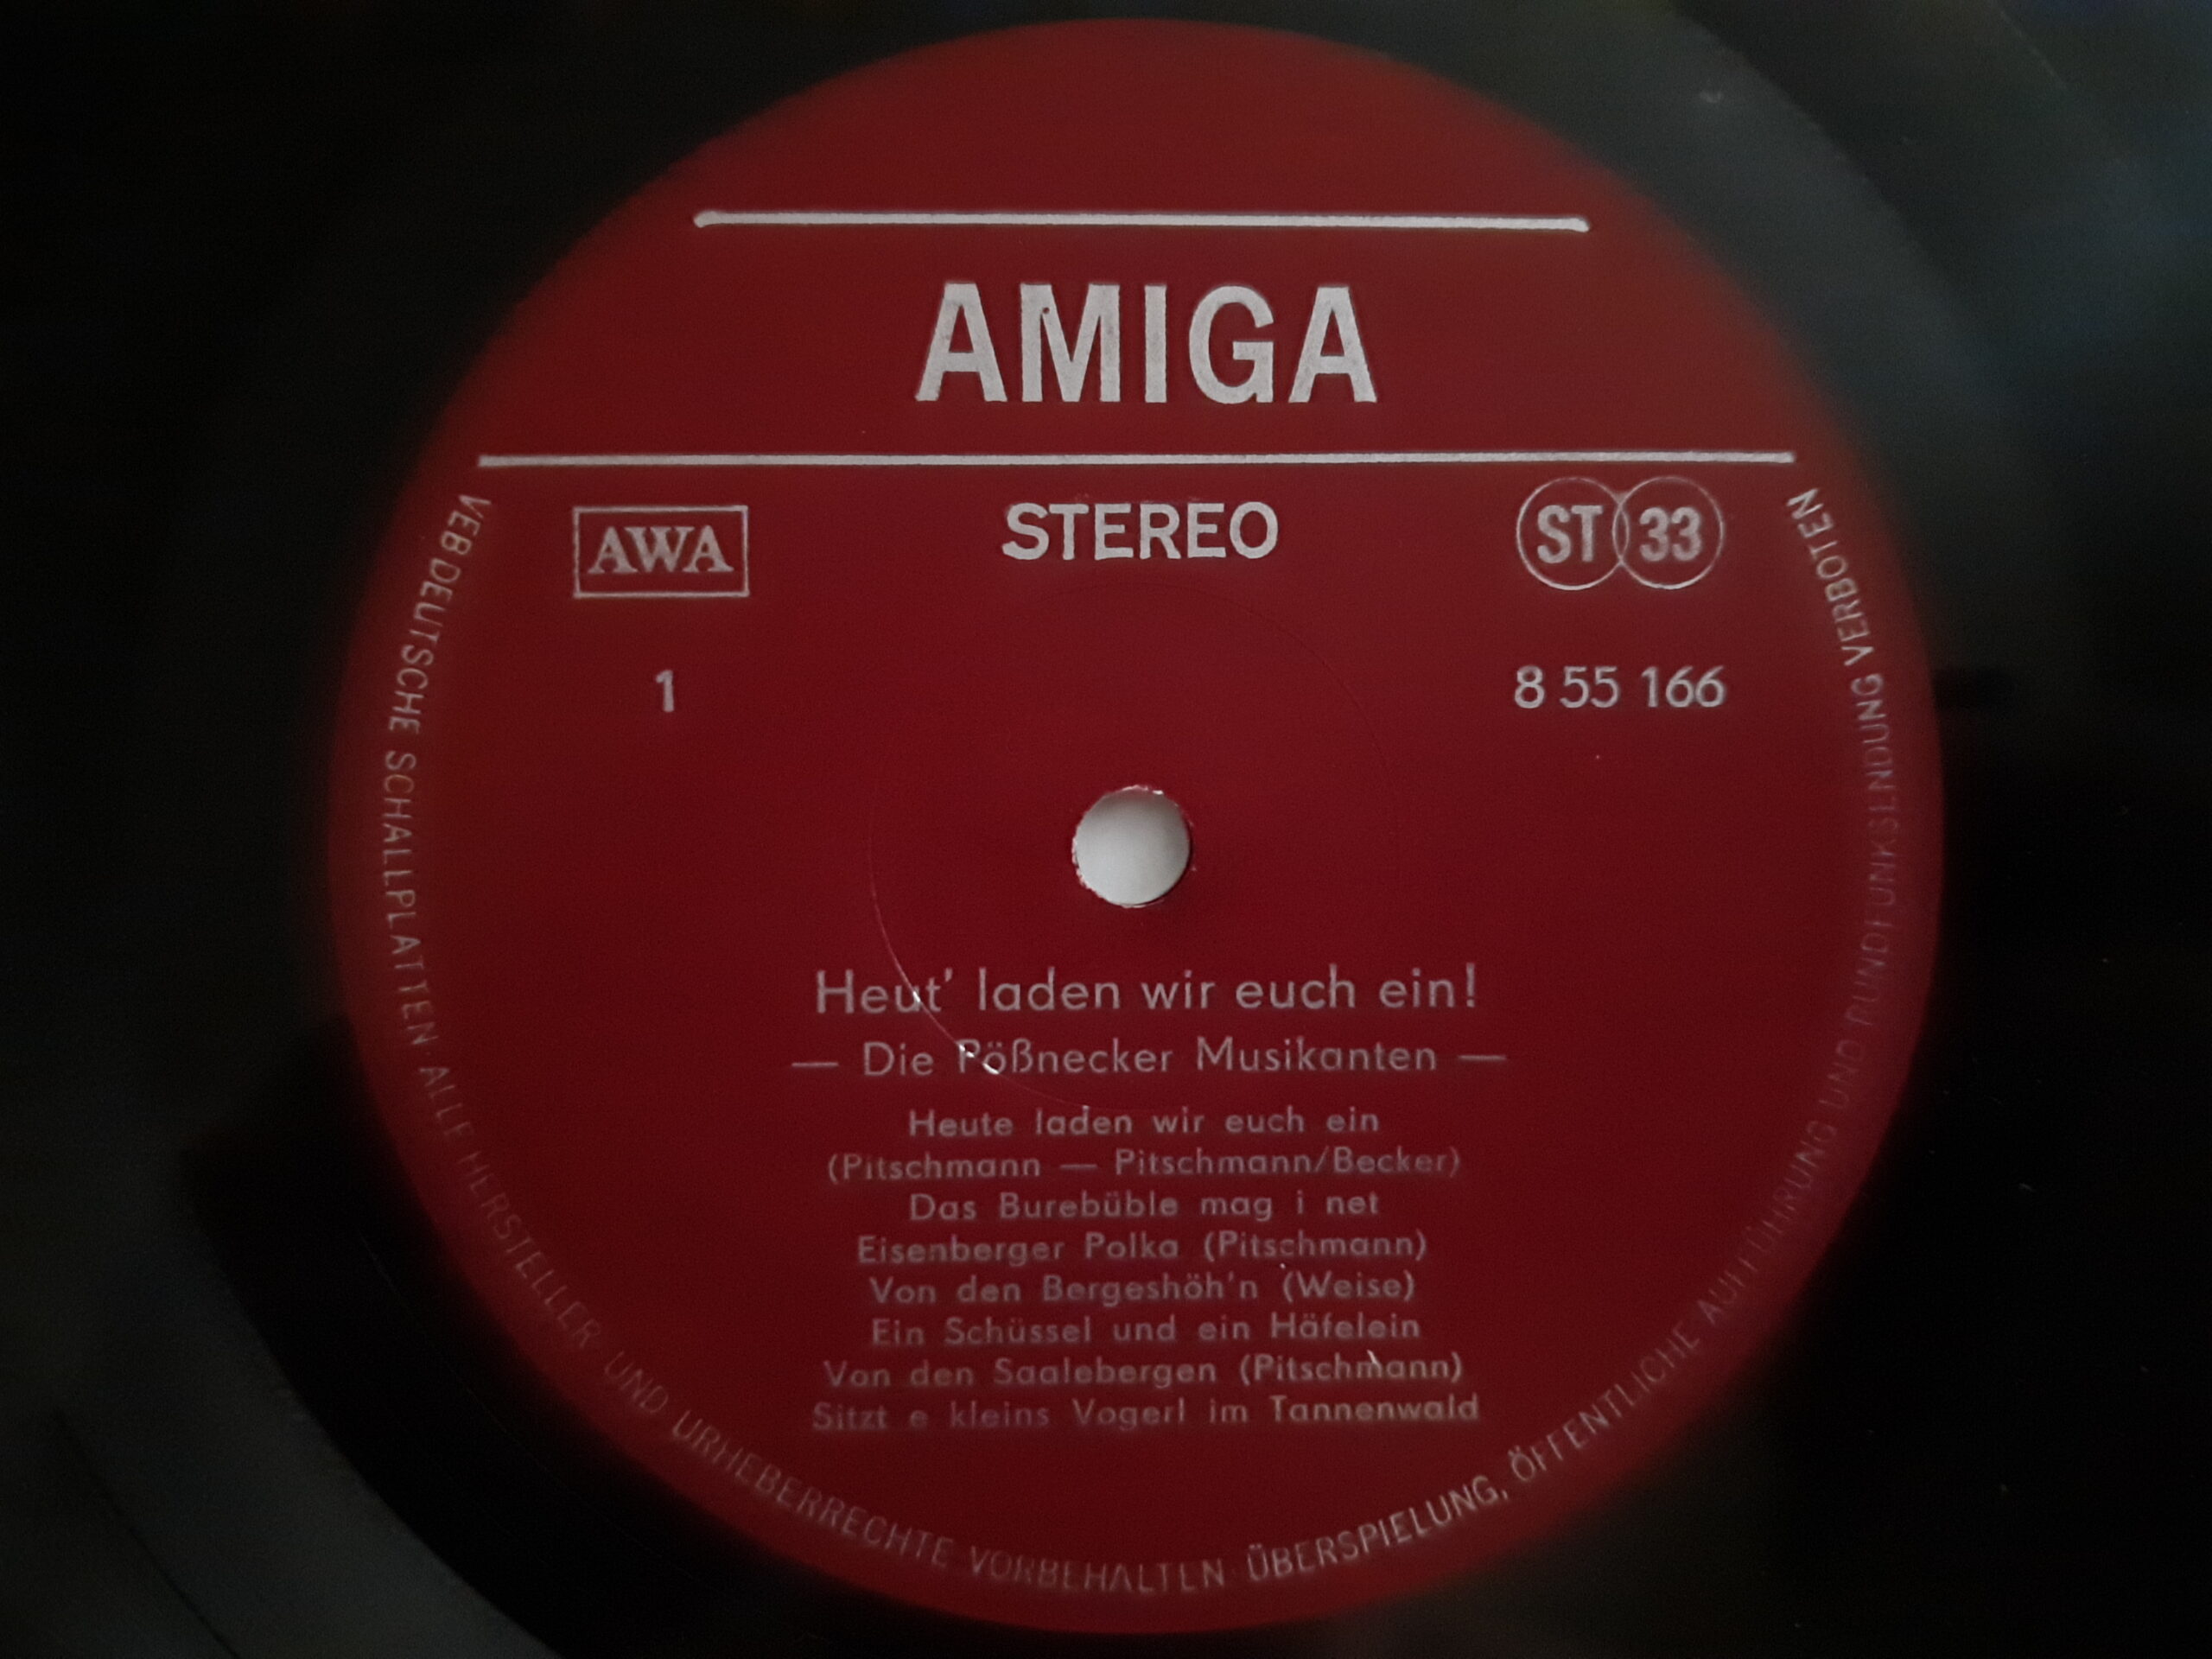 AMIGA
AWA
STEREO
ST 33
1
8 55 166
Heut' laden wir euch ein!
— Die Pößnecker Musikanten —
Heute laden wir euch ein
(Pitschmann — Pitschmann/Becker)
Das Burebüble mag i net
Eisenberger Polka (Pitschmann)
Von den Bergeshöh'n (Weise)
Ein Schüssel und ein Häfelein
Von den Saalebergen (Pitschmann)
Sitzt e kleins Vogerl im Tannenwald
VEB DEUTSCHE SCHALLPLATTEN · ALLE HERSTELLER- UND URHEBERRECHTE VORBEHALTEN · ÜBERSPIELUNG, ÖFFENTLICHE AUFFÜHRUNG UND RUNDFUNKSENDUNG VERBOTEN